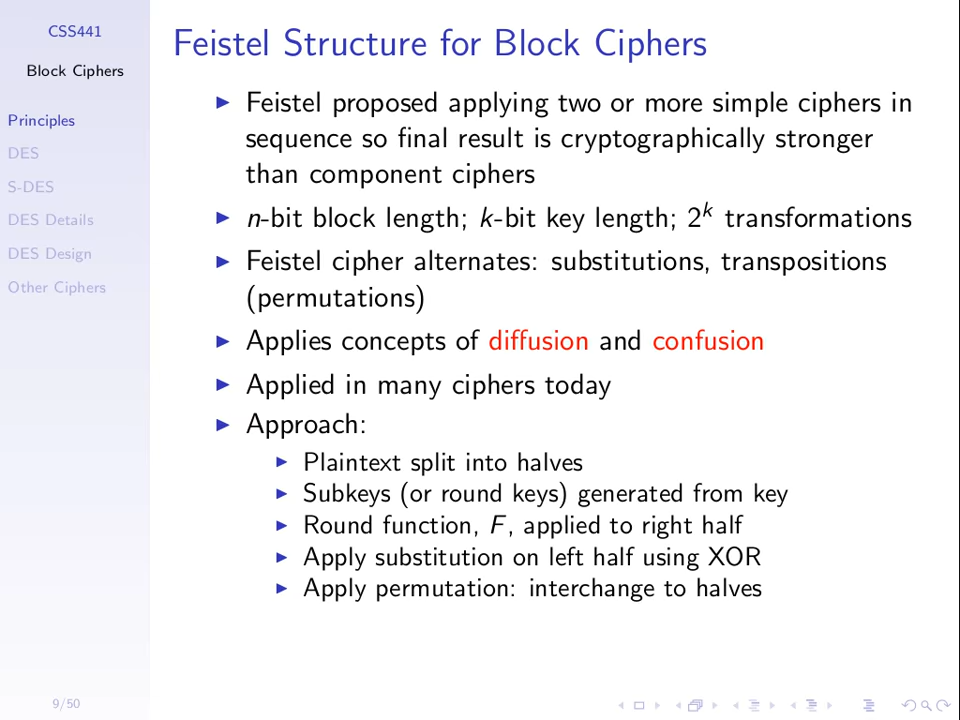 CSS441
Block Ciphers
Principles
DES
S-DES
DES Details
DES Design
Other Ciphers
9/50
Feistel Structure for Block Ciphers
Feistel proposed applying two or more simple ciphers in
sequence so final result is cryptographically stronger
than component ciphers
n-bit block length; k-bit key length; 2^k transformations
Feistel cipher alternates: substitutions, transpositions
(permutations)
Applies concepts of diffusion and confusion
Applied in many ciphers today
Approach:
Plaintext split into halves
Subkeys (or round keys) generated from key
Round function, F, applied to right half
Apply substitution on left half using XOR
Apply permutation: interchange to halves